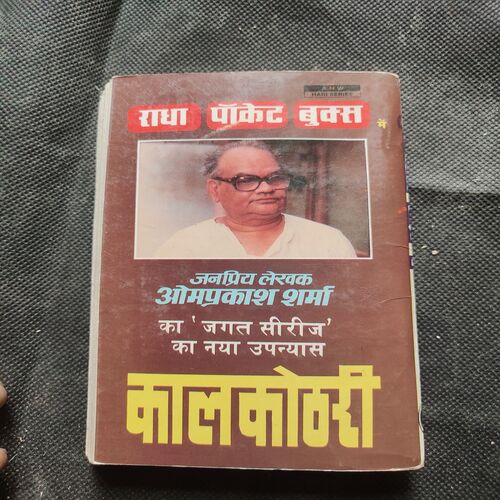 राधा पॉकेट बुक्स में
जनप्रिय लेखक
ओमप्रकाश शर्मा
का 'जगत सीरीज'
का नया उपन्यास
कालकोठरी